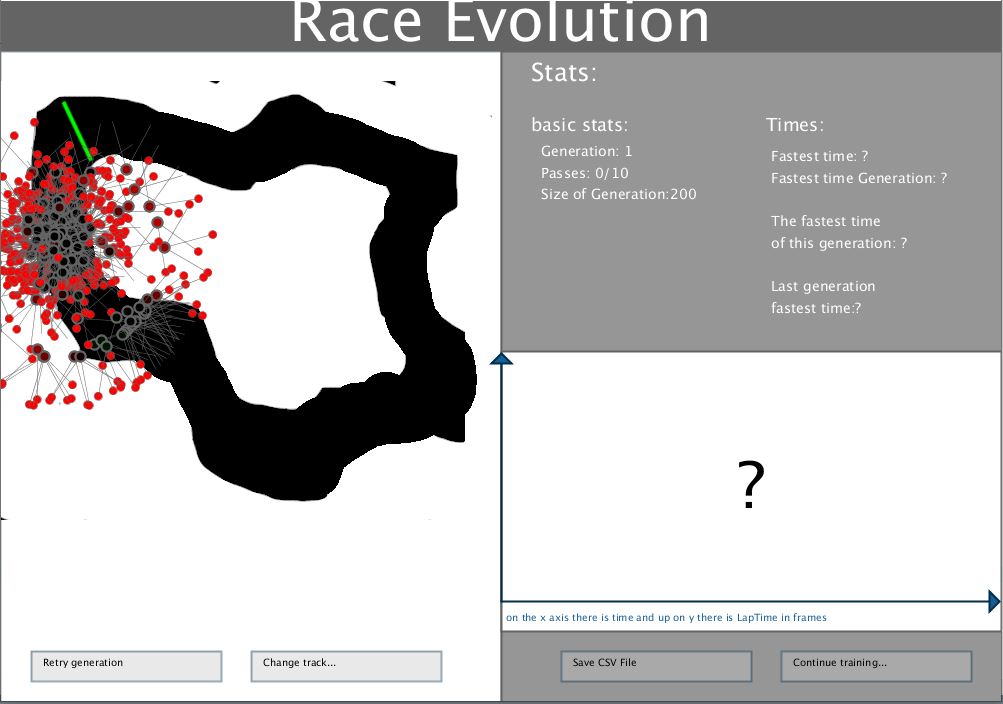 Race Evolution
Stats:
basic stats:
Generation: 1
Passes: 0/10
Size of Generation:200
Times:
Fastest time: ?
Fastest time Generation: ?
The fastest time
of this generation: ?
Last generation
fastest time:?
?
on the x axis there is time and up on y there is LapTime in frames
Retry generation
Change track...
Save CSV File
Continue training...